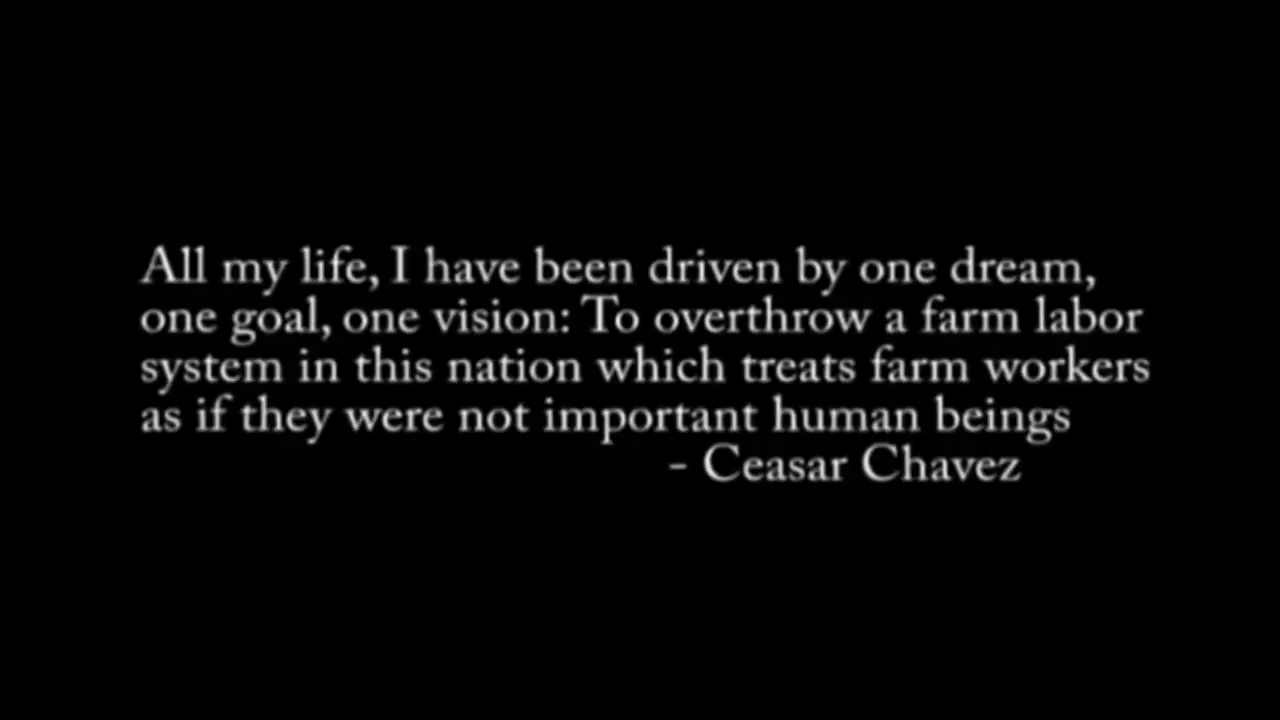 All my life, I have been driven by one dream,
one goal, one vision: To overthrow a farm labor
system in this nation which treats farm workers
as if they were not important human beings
- Ceasar Chavez